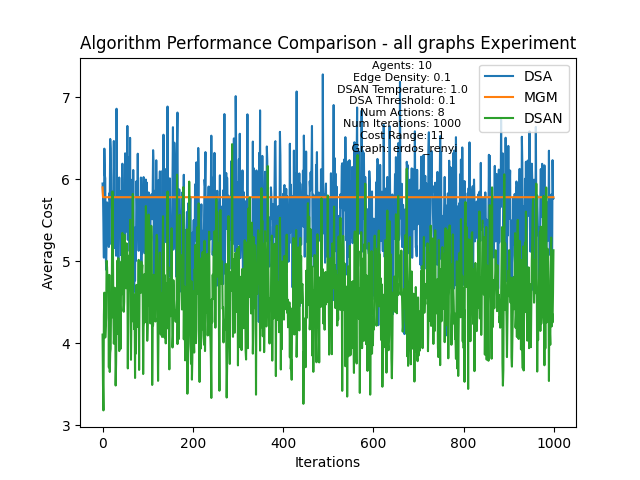 Algorithm Performance Comparison - all graphs Experiment
Agents: 10
Edge Density: 0.1
DSAN Temperature: 1.0
DSA Threshold: 0.1
Num Actions: 8
Num Iterations: 1000
Cost Range: 11
Graph: erdos_renyi
DSA
MGM
DSAN
Average Cost
7
6
5
4
3
0
200
400
600
800
1000
Iterations